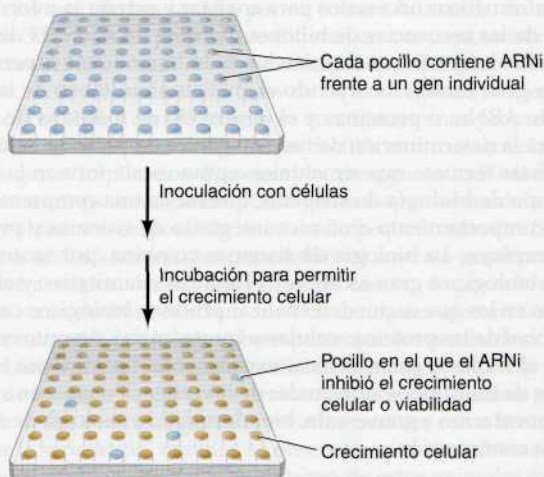 Cada pocillo contiene ARNi
frente a un gen individual
Inoculación con células
Incubación para permitir
el crecimiento celular
Pocillo en el que el ARNi
inhibió el crecimiento
celular o viabilidad
Crecimiento celular